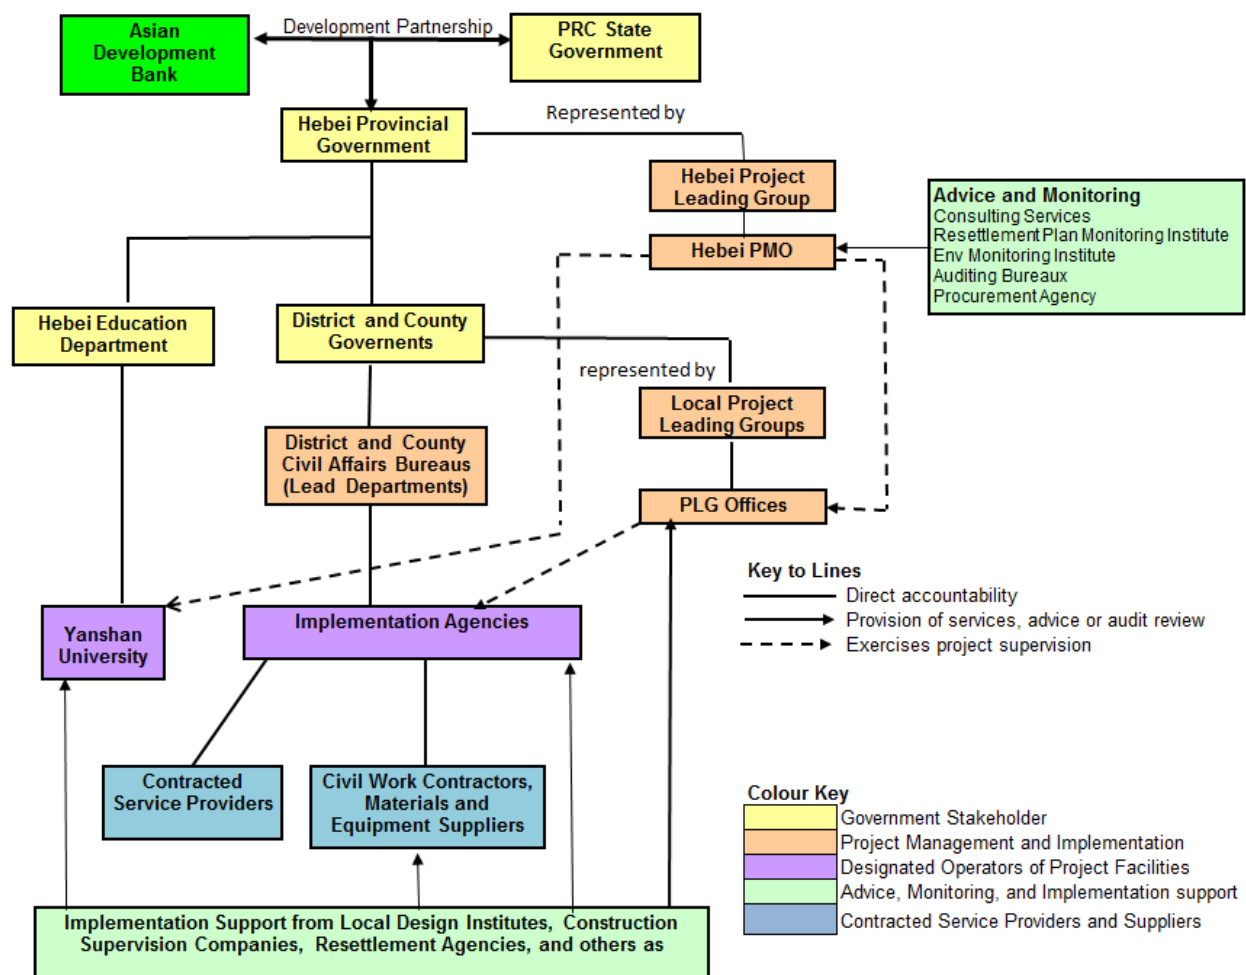 Asian
Development
Bank
Development Partnership
PRC State
Government
Hebei Provincial
Government
Represented by
Hebei Project
Leading Group
Hebei PMO
Advice and Monitoring
Consulting Services
Resettlement Plan Monitoring Institute
Env Monitoring Institute
Auditing Bureaux
Procurement Agency
Hebei Education
Department
District and County
Governents
represented by
Local Project
Leading Groups
District and County
Civil Affairs Bureaus
(Lead Departments)
PLG Offices
Key to Lines
Direct accountability
Provision of services, advice or audit review
Exercises project supervision
Yanshan
University
Implementation Agencies
Contracted
Service Providers
Civil Work Contractors,
Materials and
Equipment Suppliers
Colour Key
Government Stakeholder
Project Management and Implementation
Designated Operators of Project Facilities
Advice, Monitoring, and Implementation support
Contracted Service Providers and Suppliers
Implementation Support from Local Design Institutes, Construction
Supervision Companies, Resettlement Agencies, and others as